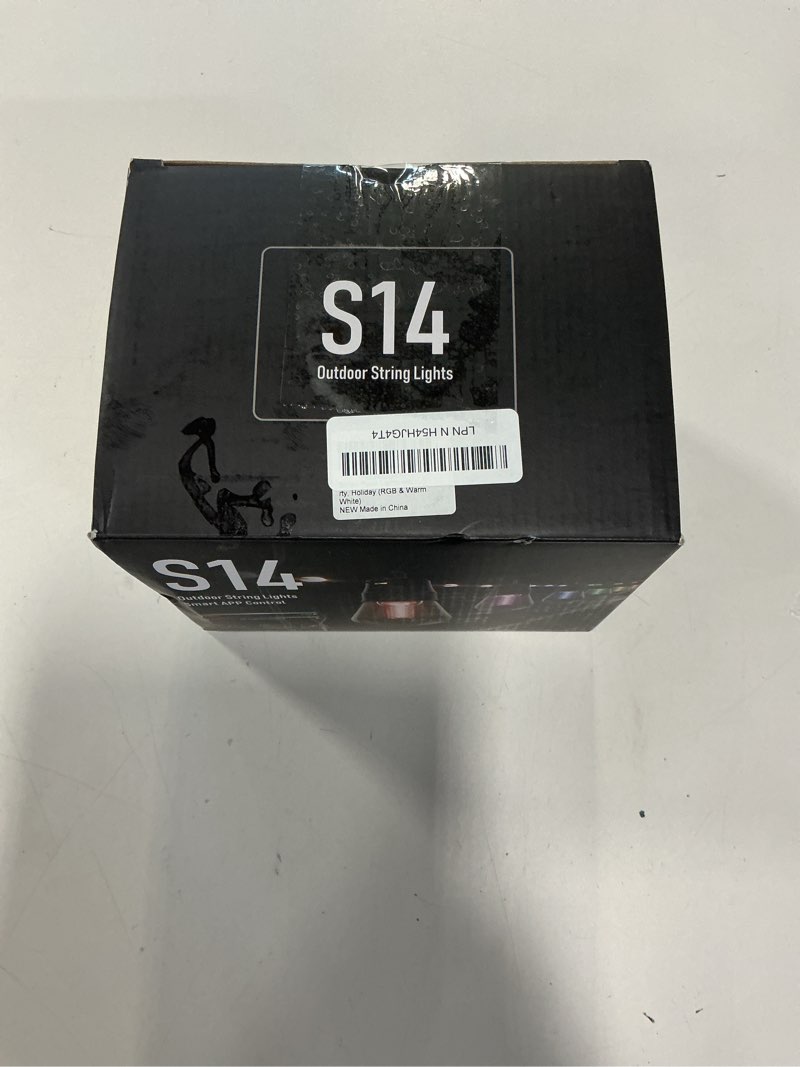 S14
Outdoor String Lights
LPN N H54HJG4T4
rty, Holiday (RGB & Warm
White)
NEW Made in China
S14
Outdoor String Lights
Smart APP Control